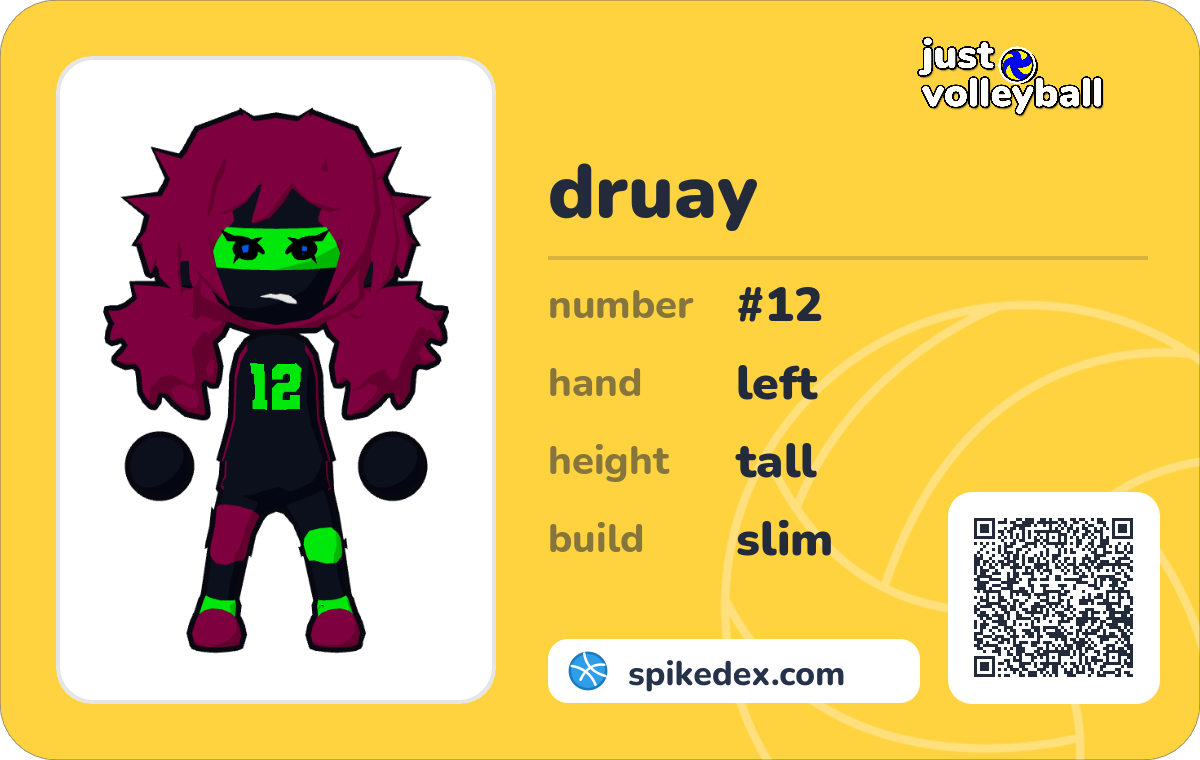 just
volleyball
druay
number #12
hand left
height tall
build slim
12
spikedex.com